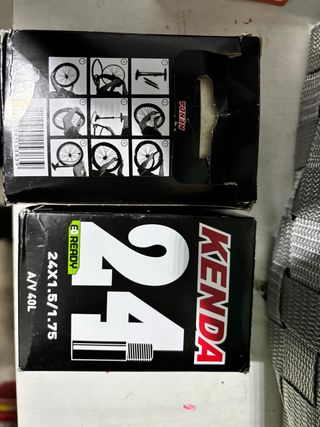 KENDA
KENDA
24
READY
24X1.5/1.75
A/V 40L